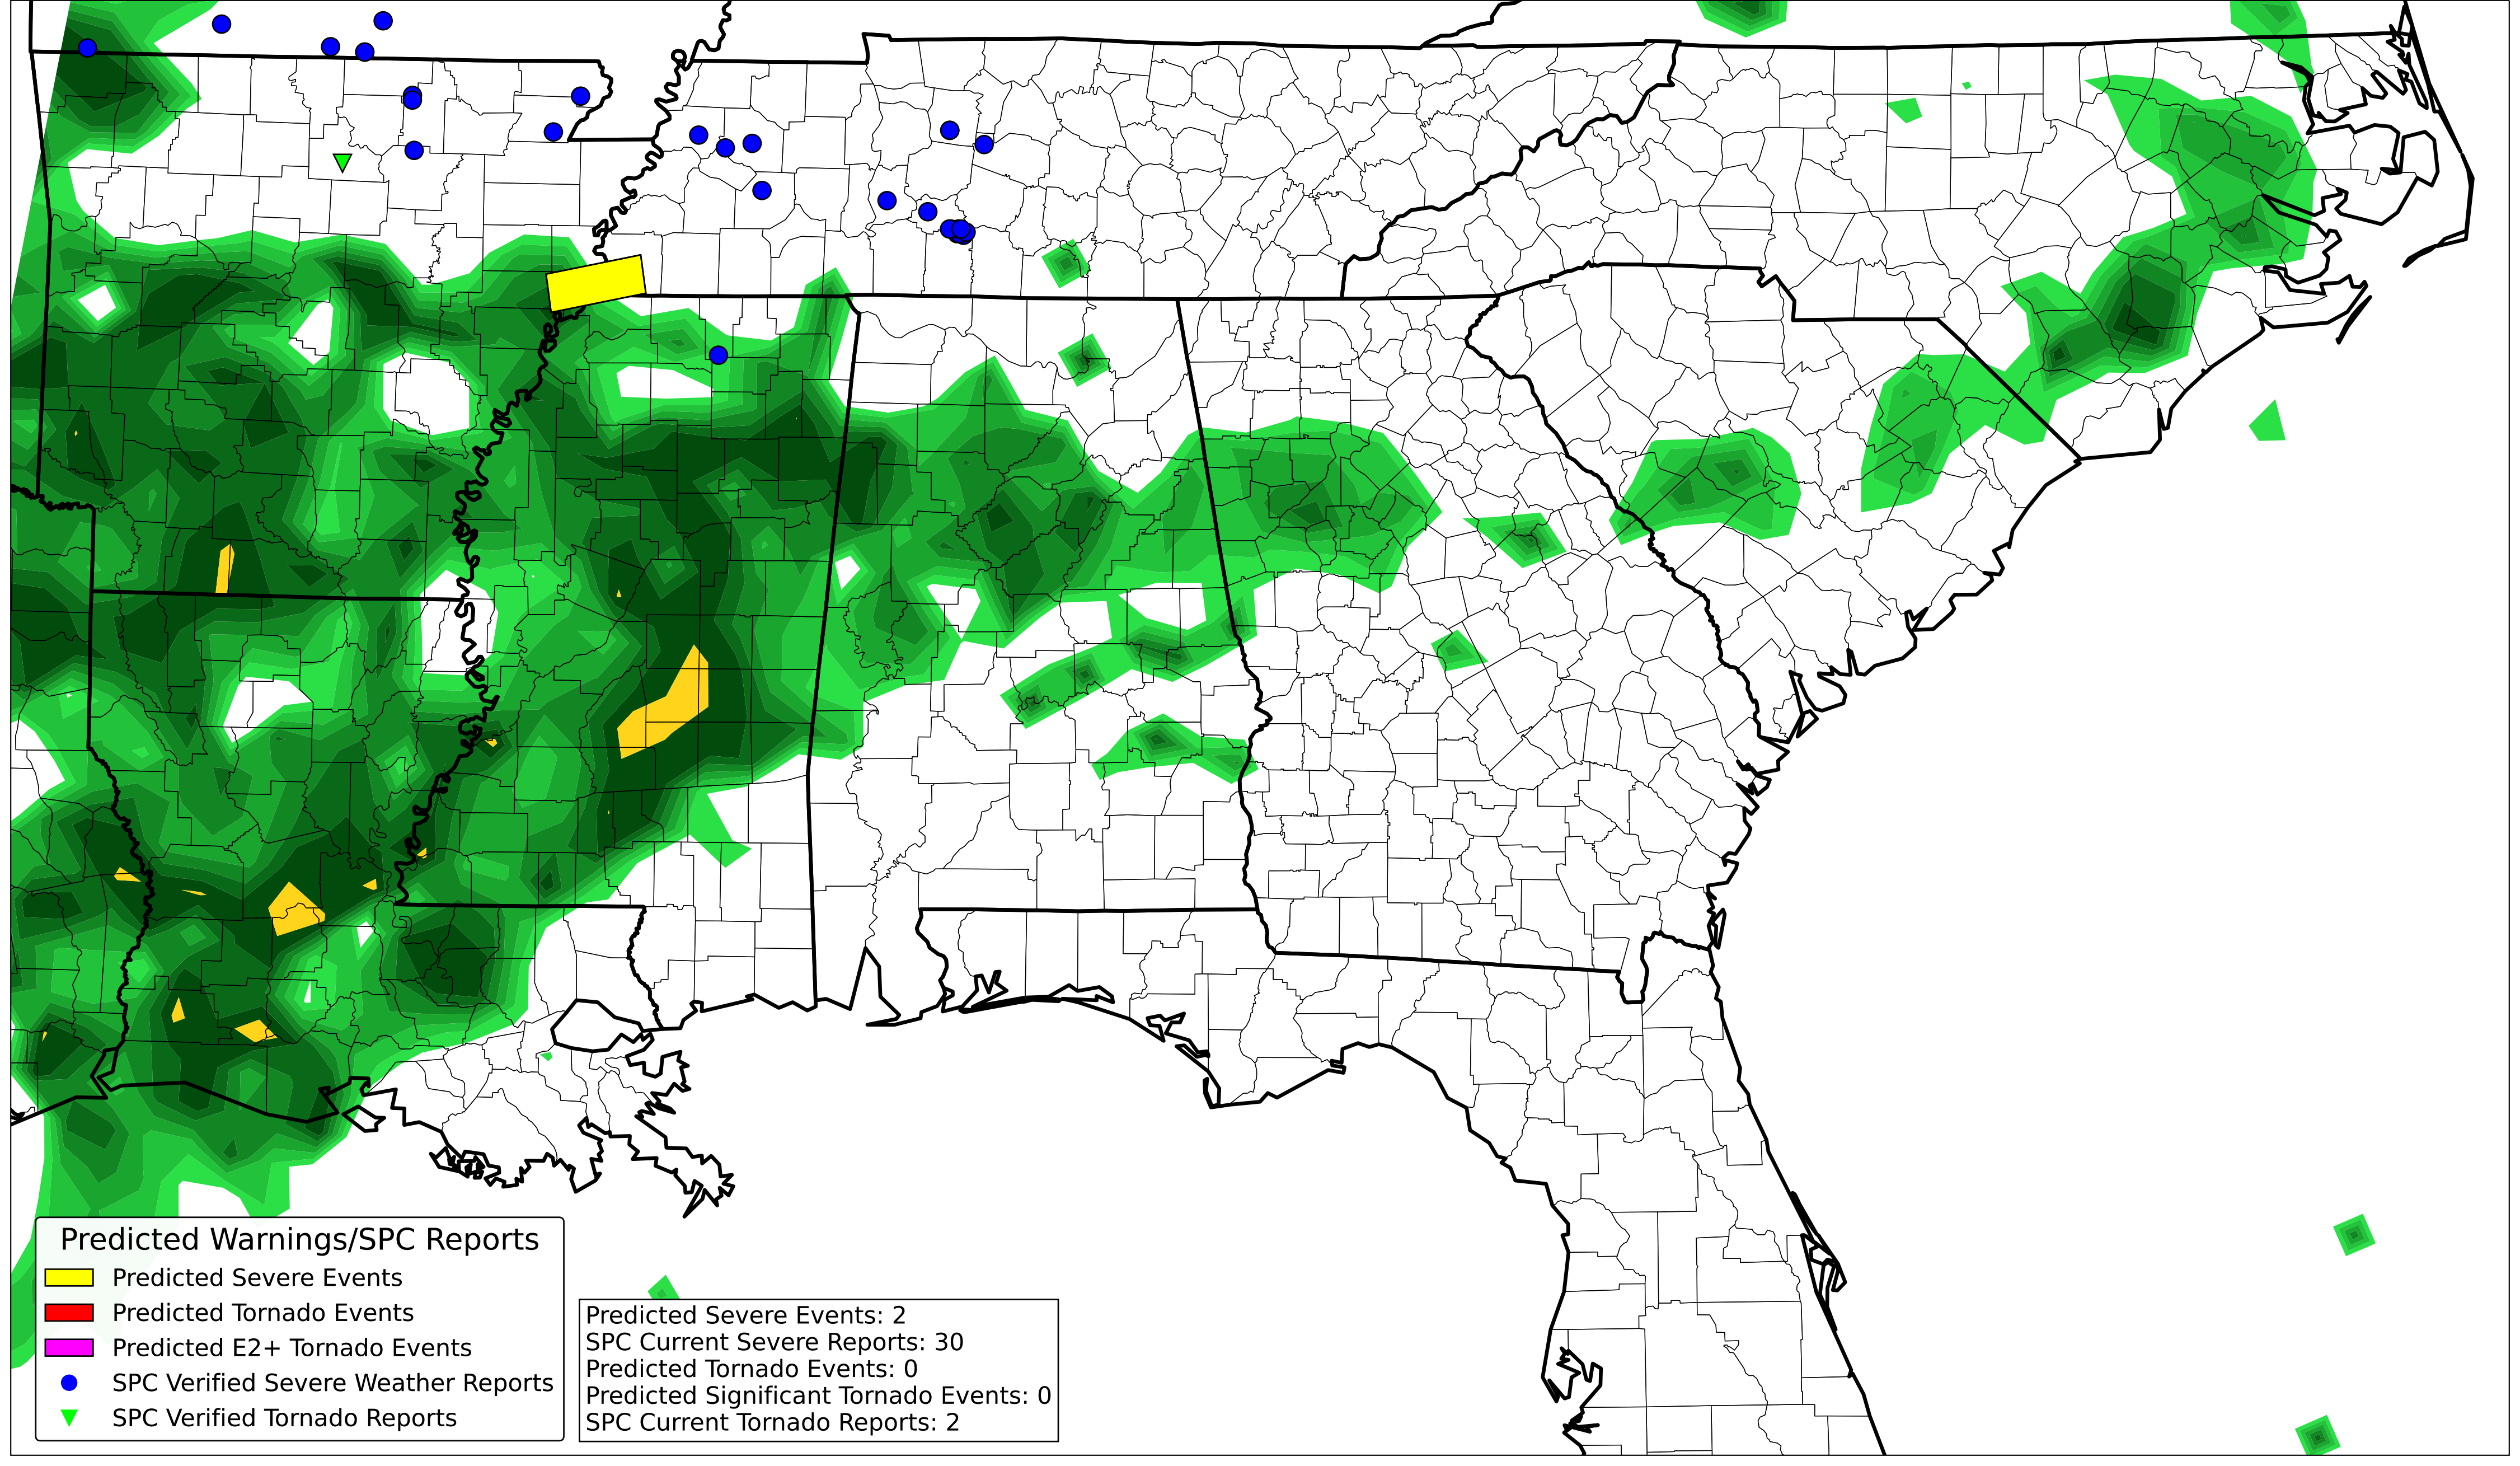 Predicted Warnings/SPC Reports
Predicted Severe Events
Predicted Tornado Events
Predicted E2+ Tornado Events
SPC Verified Severe Weather Reports
SPC Verified Tornado Reports
Predicted Severe Events: 2
SPC Current Severe Reports: 30
Predicted Tornado Events: 0
Predicted Significant Tornado Events: 0
SPC Current Tornado Reports: 2